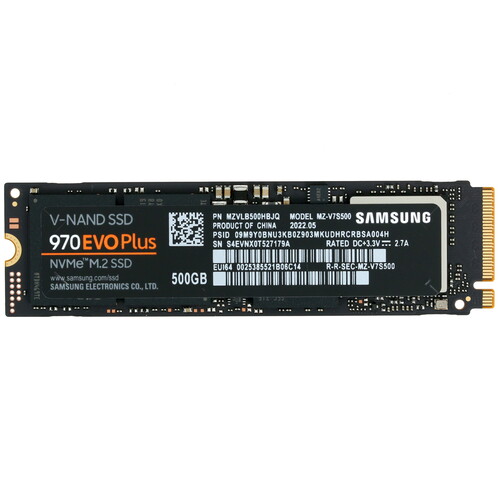 V-NAND SSD
970 EVO Plus
NVMe™ M.2 SSD
SAMSUNG ELECTRONICS CO., LTD.
www.samsung.com/ssd
500GB
PN MZVLB500HBJQ MODEL MZ-V7S500
PRODUCT OF CHINA 2022.05
PSID 09M9Y0BNU3KB0Z903MKUDHRCRBSA004H
SN S4EVNX0T527179A RATED DC+3.3V 2.7A
EUI64 0025385521B06C14 R-R-SEC-MZ-V7S500
SAMSUNG